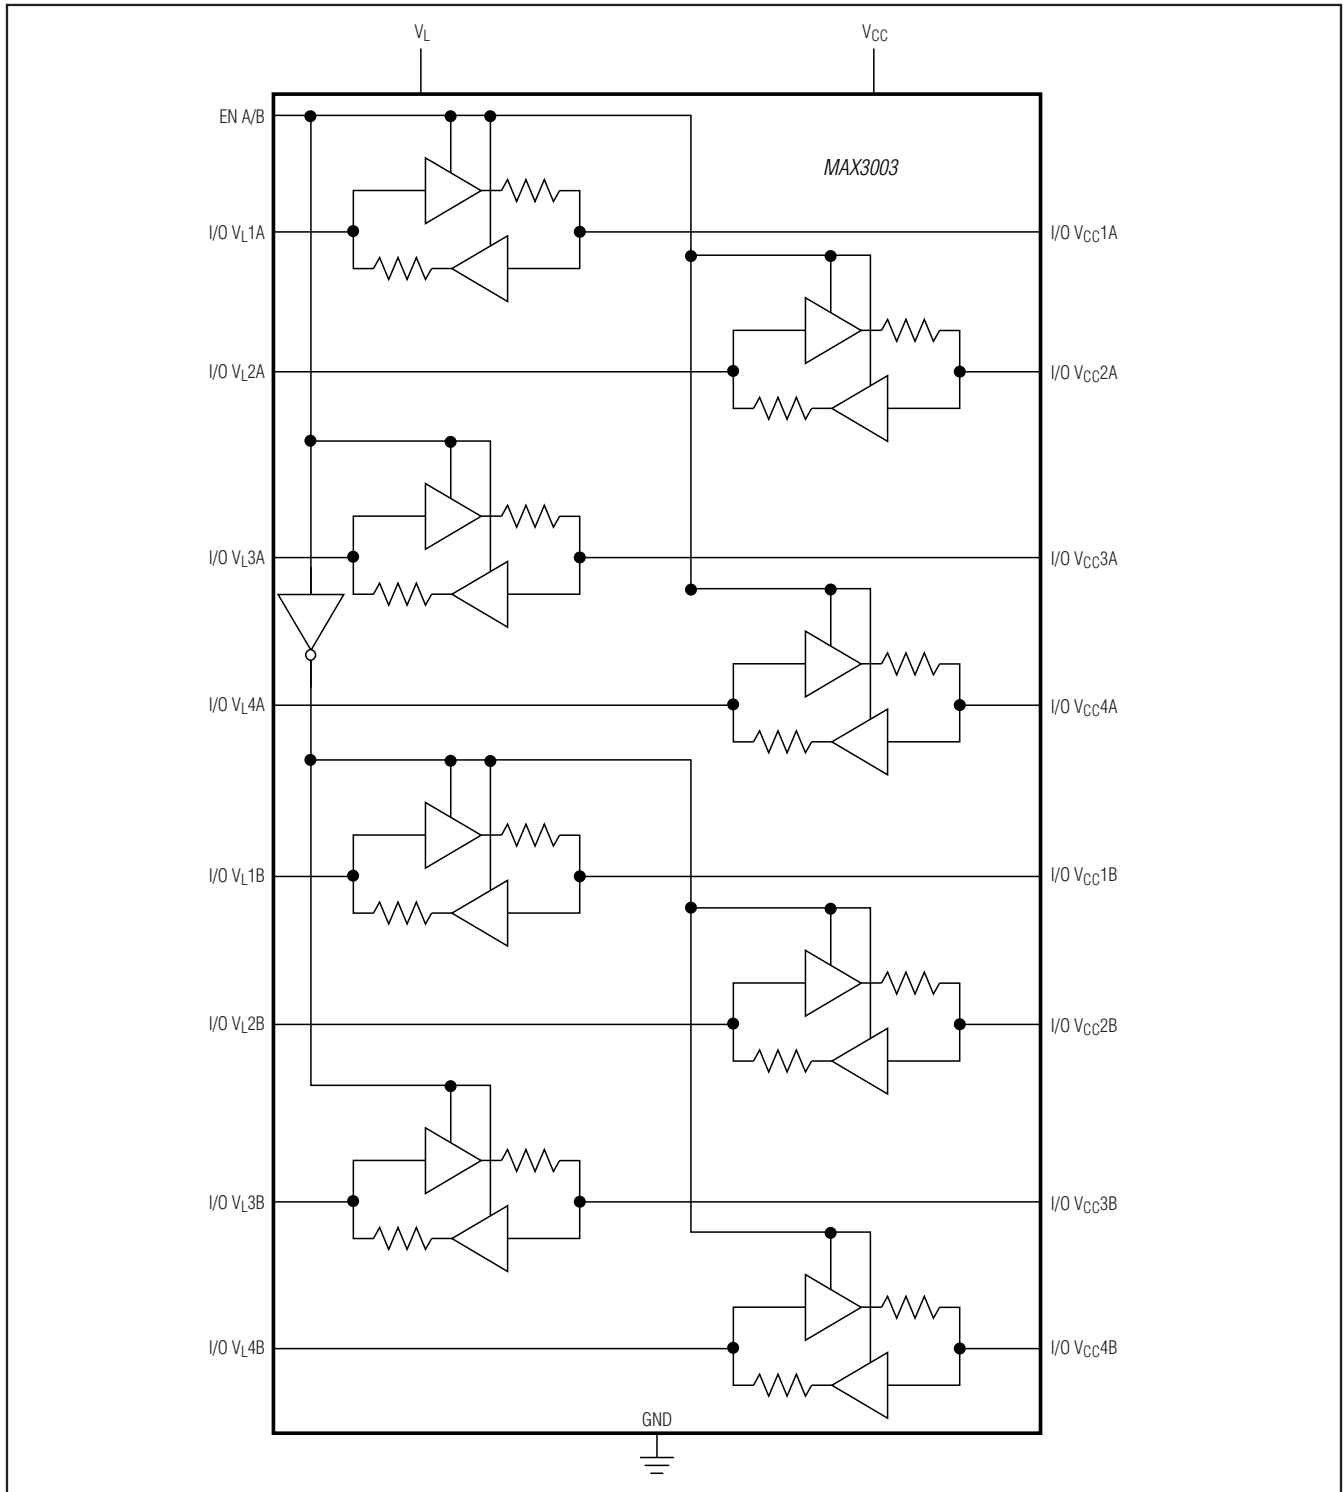 VL VCC
EN A/B
MAX3003
I/O VL1A I/O VCC1A
I/O VL2A I/O VCC2A
I/O VL3A I/O VCC3A
I/O VL4A I/O VCC4A
I/O VL1B I/O VCC1B
I/O VL2B I/O VCC2B
I/O VL3B I/O VCC3B
I/O VL4B I/O VCC4B
GND